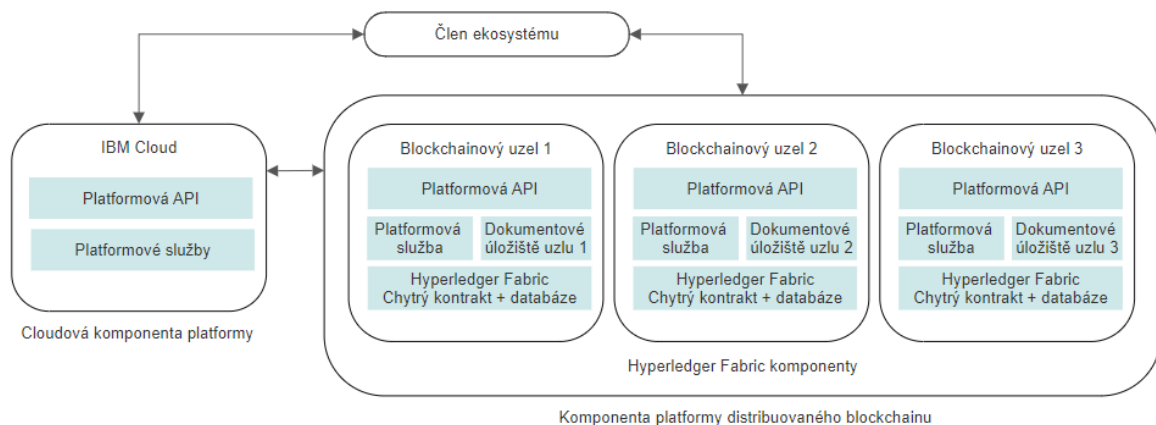 Člen ekosystému
IBM Cloud
Platformová API
Platformové služby
Cloudová komponenta platformy
Blockchainový uzel 1
Platformová API
Platformová
služba
Dokumentové
úložiště uzlu 1
Hyperledger Fabric
Chytrý kontrakt + databáze
Blockchainový uzel 2
Platformová API
Platformová
služba
Dokumentové
úložiště uzlu 2
Hyperledger Fabric
Chytrý kontrakt + databáze
Blockchainový uzel 3
Platformová API
Platformová
služba
Dokumentové
úložiště uzlu 3
Hyperledger Fabric
Chytrý kontrakt + databáze
Hyperledger Fabric komponenty
Komponenta platformy distribuovaného blockchainu